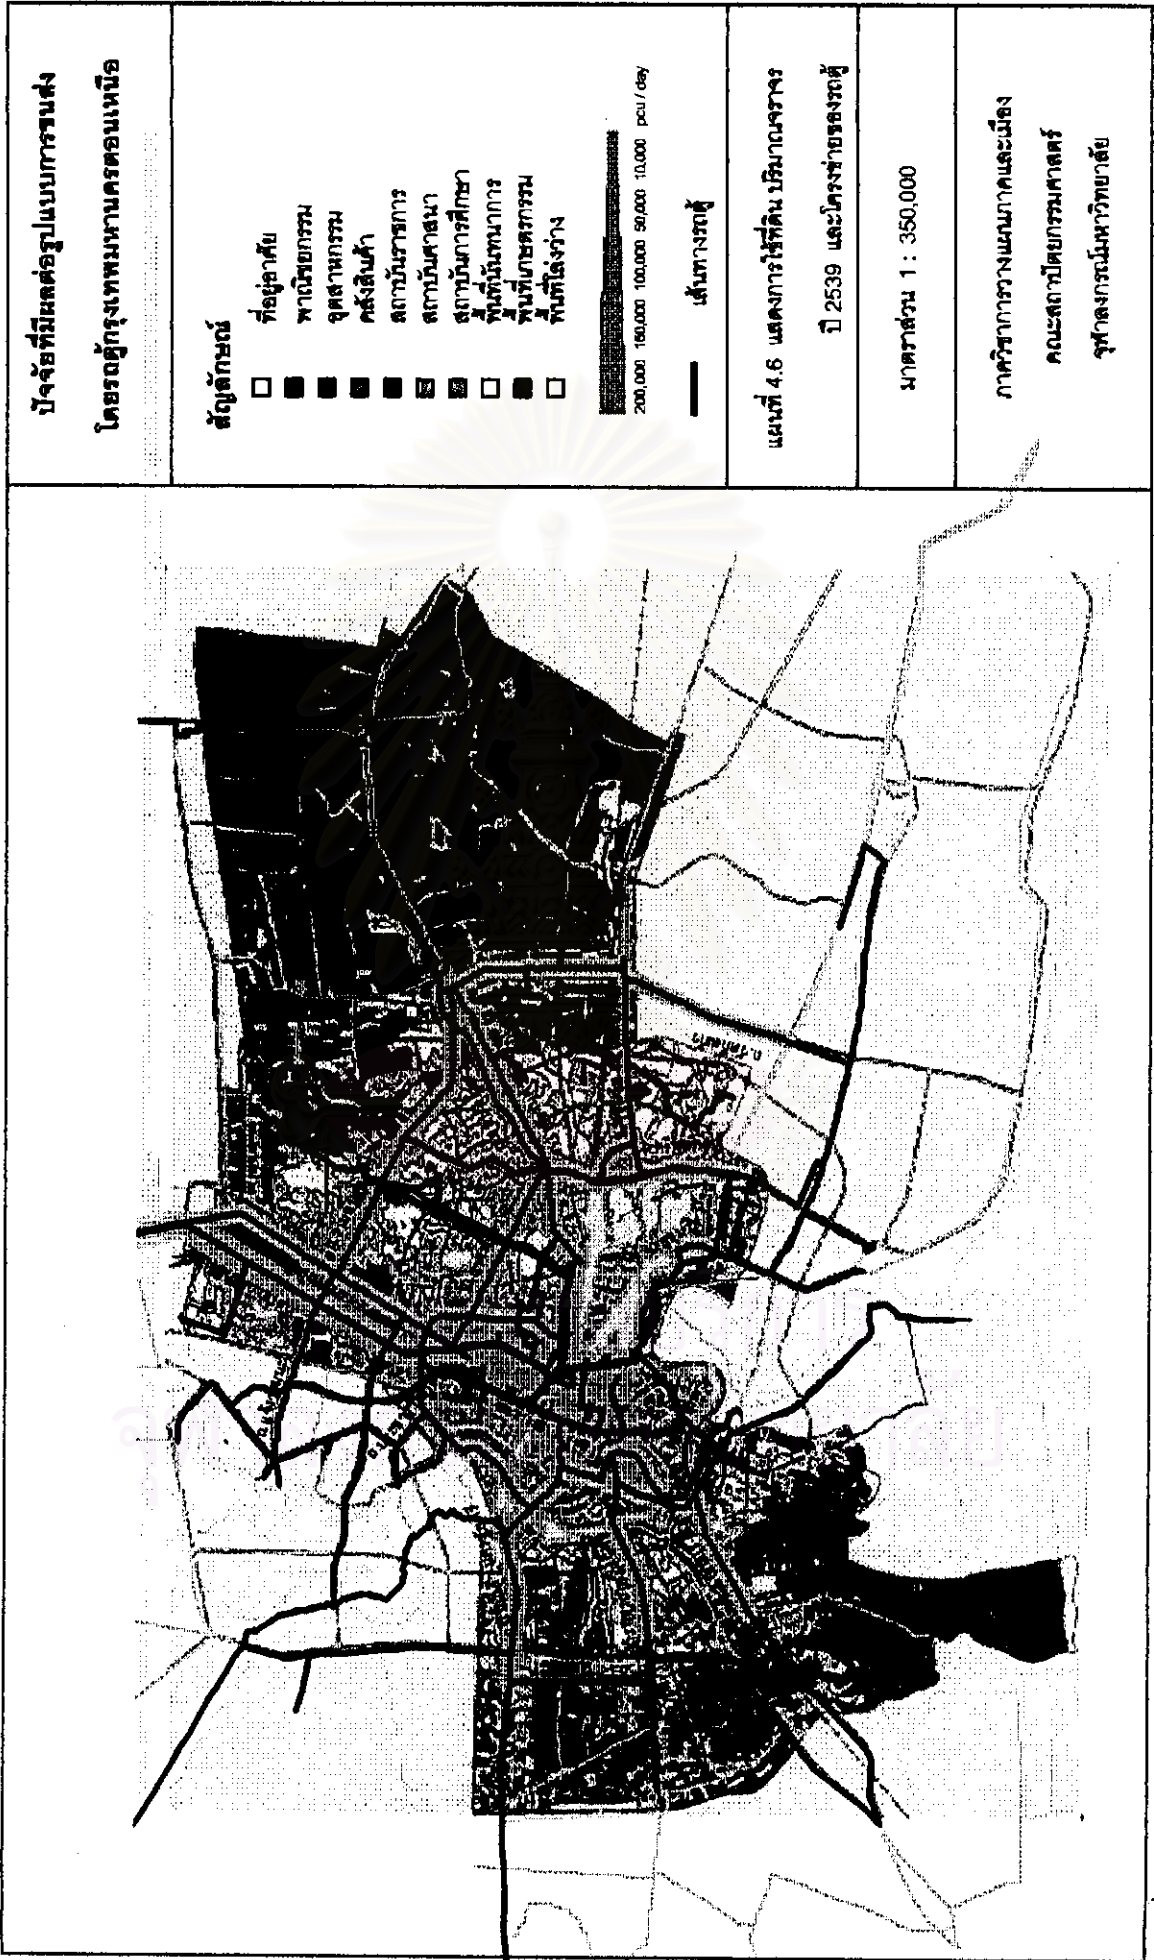 ปัจจัยที่มีผลต่อรูปแบบการขนส่ง
โดยรถตู้กรุงเทพมหานครตอนเหนือ
สัญลักษณ์
ที่อยู่อาศัย
พาณิชยกรรม
อุตสาหกรรม
คลังสินค้า
สถาบันราชการ
สถาบันศาสนา
สถาบันการศึกษา
พื้นที่นันทนาการ
พื้นที่เกษตรกรรม
พื้นที่โล่งว่าง
200,000 150,000 100,000 50,000 10,000 pcu / day
เส้นทางรถตู้
แผนที่ 4.6 แสดงการใช้ที่ดิน ปริมาณจราจร
ปี 2539 และโครงข่ายของรถตู้
มาตราส่วน 1 : 350,000
ภาควิชาการวางแผนภาคและเมือง
คณะสถาปัตยกรรมศาสตร์
จุฬาลงกรณ์มหาวิทยาลัย